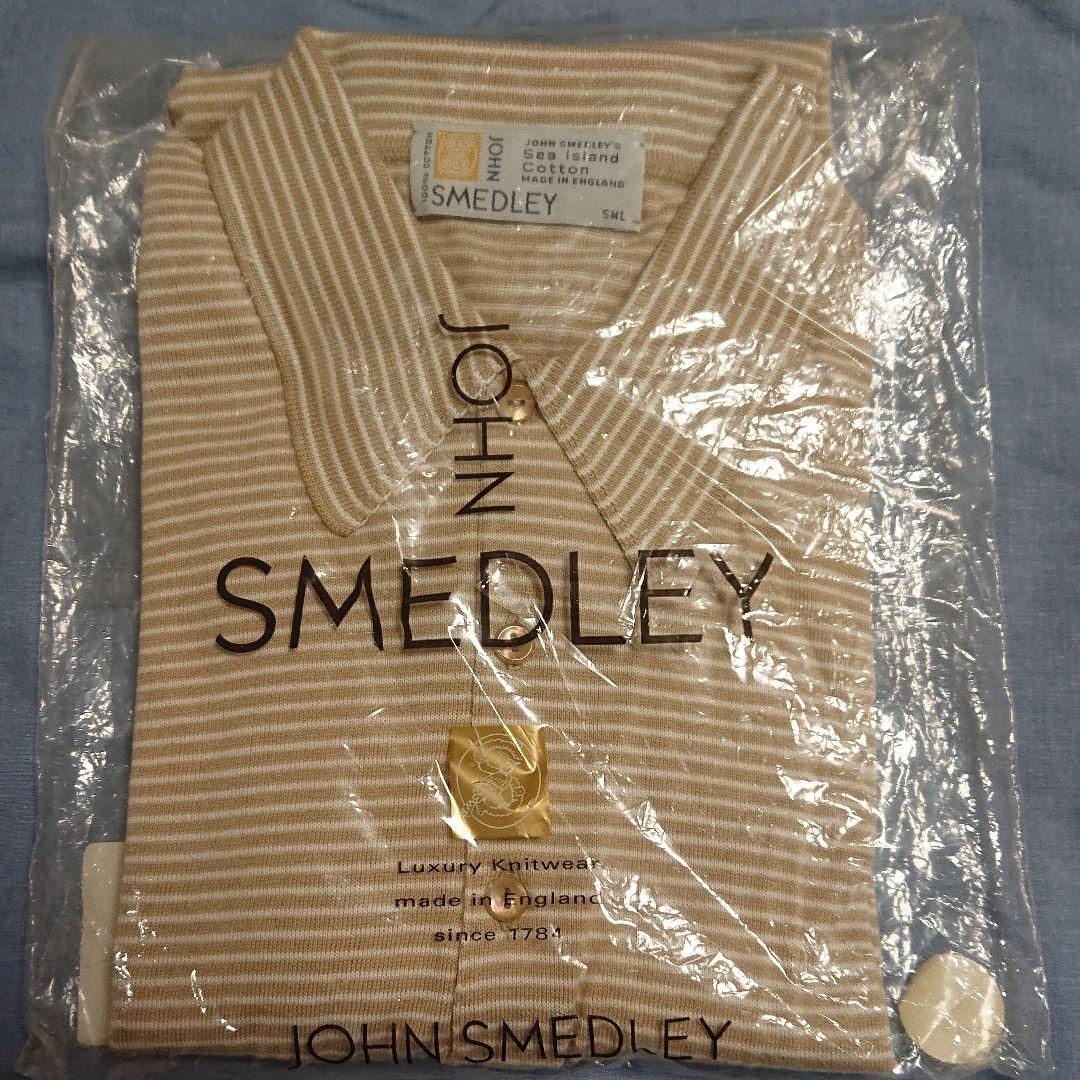 100% COTTON
JOHN
SMEDLEY
JOHN SMEDLEY'S
Sea Island
Cotton
MADE IN ENGLAND
SML
JOHN
SMEDLEY
Luxury Knitwear
made in England
since 1784
JOHN SMEDLEY